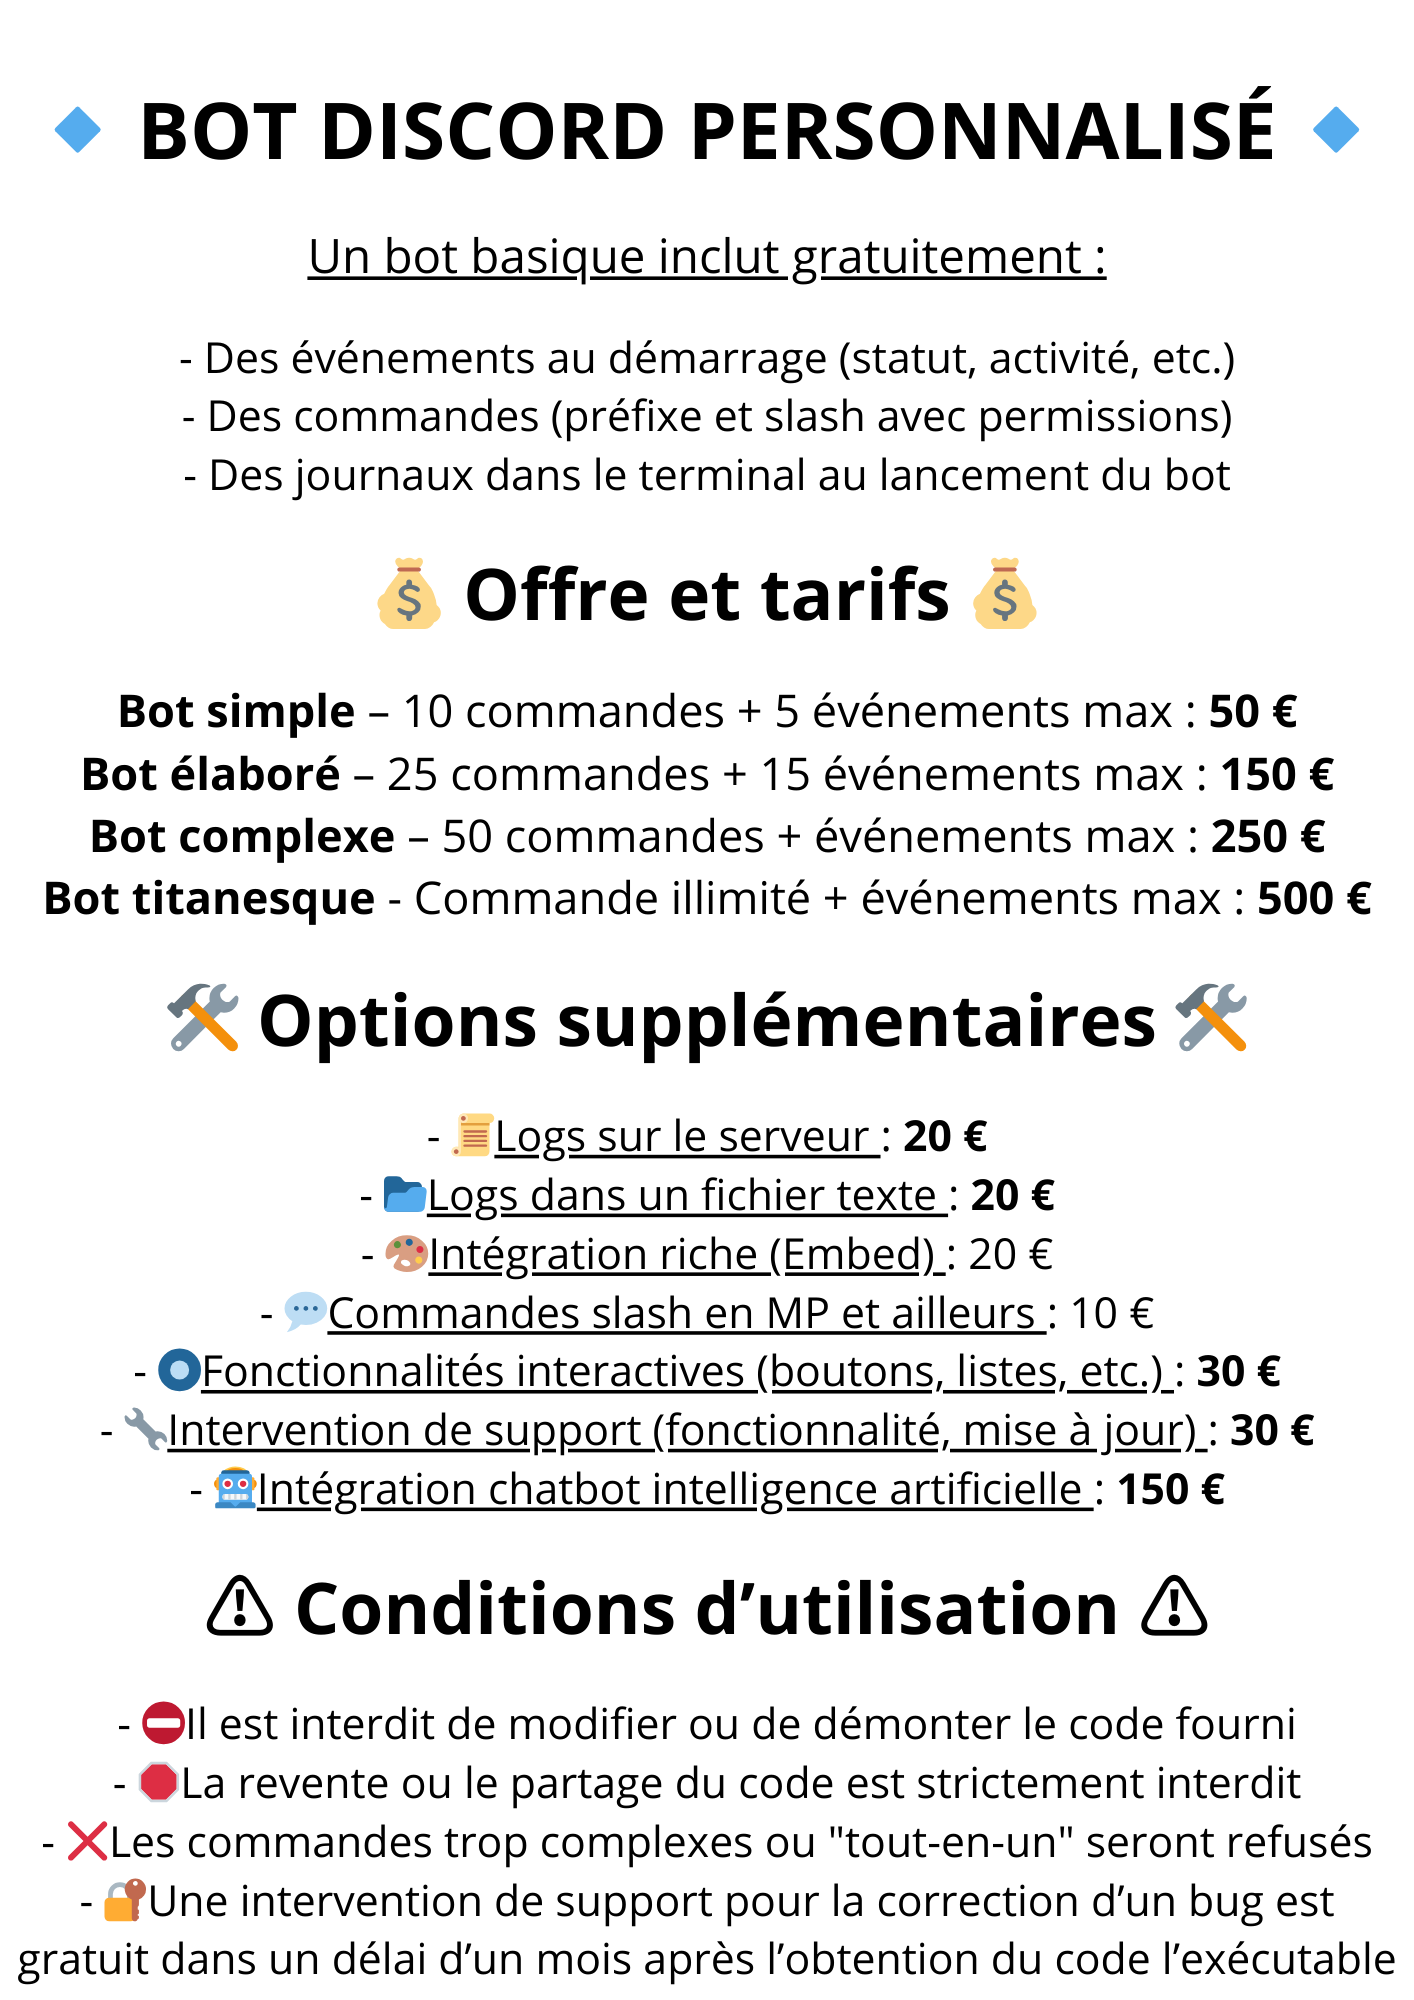 🔹 BOT DISCORD PERSONNALISÉ 🔹
Un bot basique inclut gratuitement :
- Des événements au démarrage (statut, activité, etc.)
- Des commandes (préfixe et slash avec permissions)
- Des journaux dans le terminal au lancement du bot
💰 Offre et tarifs 💰
Bot simple – 10 commandes + 5 événements max : 50 €
Bot élaboré – 25 commandes + 15 événements max : 150 €
Bot complexe – 50 commandes + événements max : 250 €
Bot titanesque - Commande illimité + événements max : 500 €
🛠 Options supplémentaires 🛠
- 📜Logs sur le serveur : 20 €
- 📂Logs dans un fichier texte : 20 €
- 🎨Intégration riche (Embed) : 20 €
- 💬Commandes slash en MP et ailleurs : 10 €
- 🔘Fonctionnalités interactives (boutons, listes, etc.) : 30 €
- 🔧Intervention de support (fonctionnalité, mise à jour) : 30 €
- 🤖Intégration chatbot intelligence artificielle : 150 €
⚠ Conditions d’utilisation ⚠
- ⛔Il est interdit de modifier ou de démonter le code fourni
- 🛑La revente ou le partage du code est strictement interdit
- ❌Les commandes trop complexes ou "tout-en-un" seront refusés
- 🔐Une intervention de support pour la correction d’un bug est
gratuit dans un délai d’un mois après l’obtention du code l’exécutable